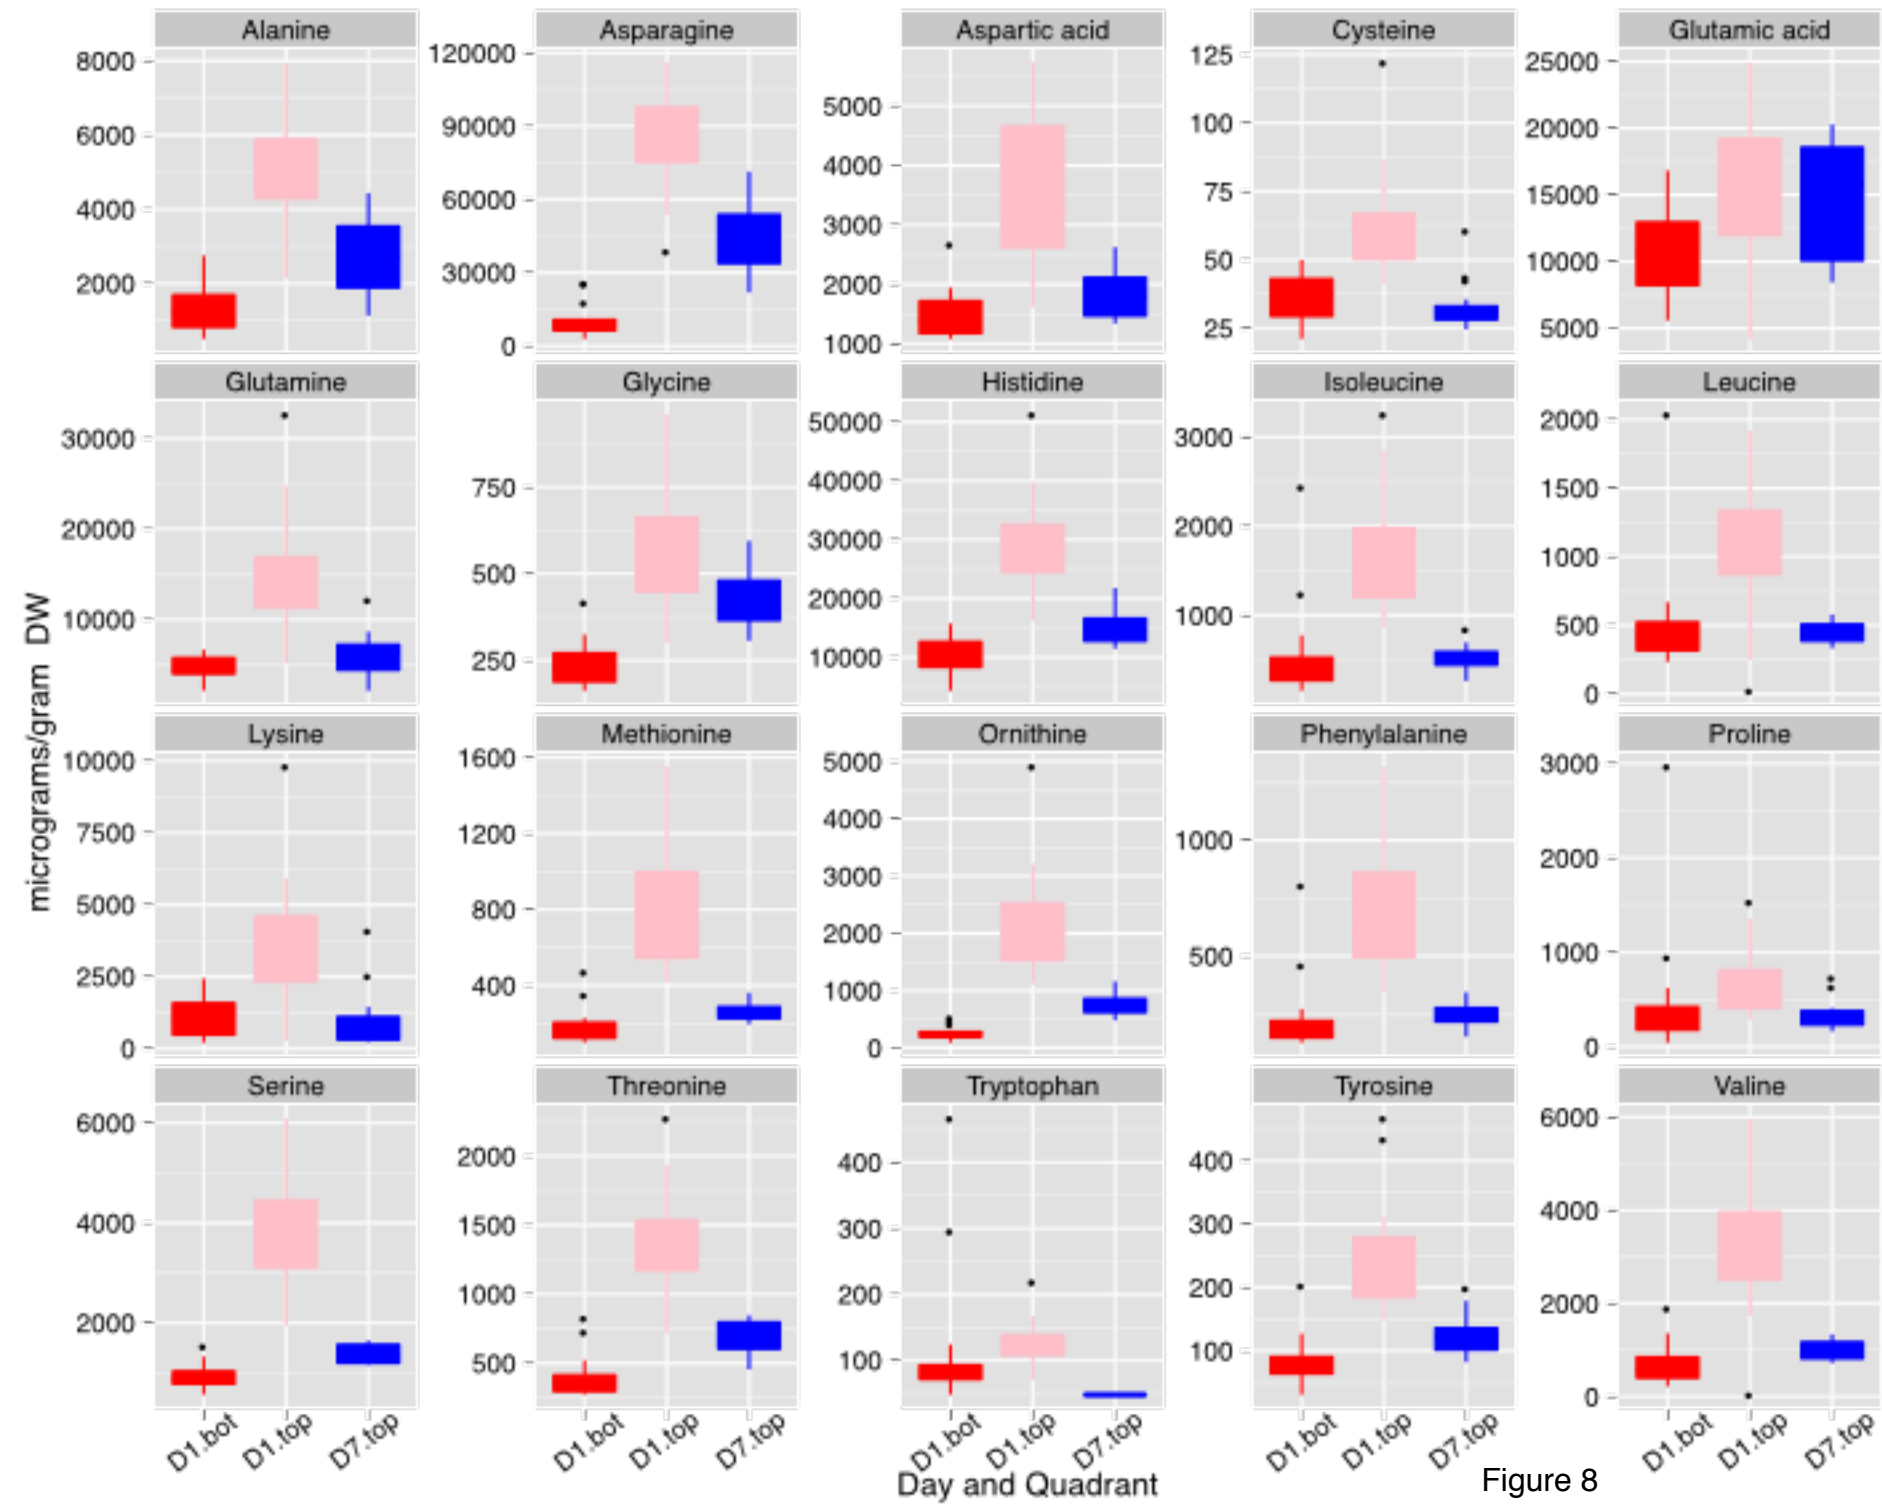 Alanine Asparagine Aspartic acid Cysteine Glutamic acid
8000 120000 5000 125 25000
6000 90000 4000 100 20000
4000 60000 3000 75 15000
2000 30000 2000 50 10000
0 1000 25 5000
Glutamine Glycine Histidine Isoleucine Leucine
30000 750 50000 3000 2000
20000 500 40000 2000 1500
10000 250 30000 1000 1000
20000 500
10000 0
micrograms/gram DW
Lysine Methionine Ornithine Phenylalanine Proline
10000 1600 5000 1000 3000
7500 1200 4000 500 2000
5000 800 3000 1000
2500 400 2000 0
0 1000
0
Serine Threonine Tryptophan Tyrosine Valine
6000 2000 400 400 6000
4000 1500 300 300 4000
2000 1000 200 200 2000
500 100 100 0
D1.bot D1.top D7.top D1.bot D1.top D7.top D1.bot D1.top D7.top D1.bot D1.top D7.top D1.bot D1.top D7.top
Day and Quadrant
Figure 8